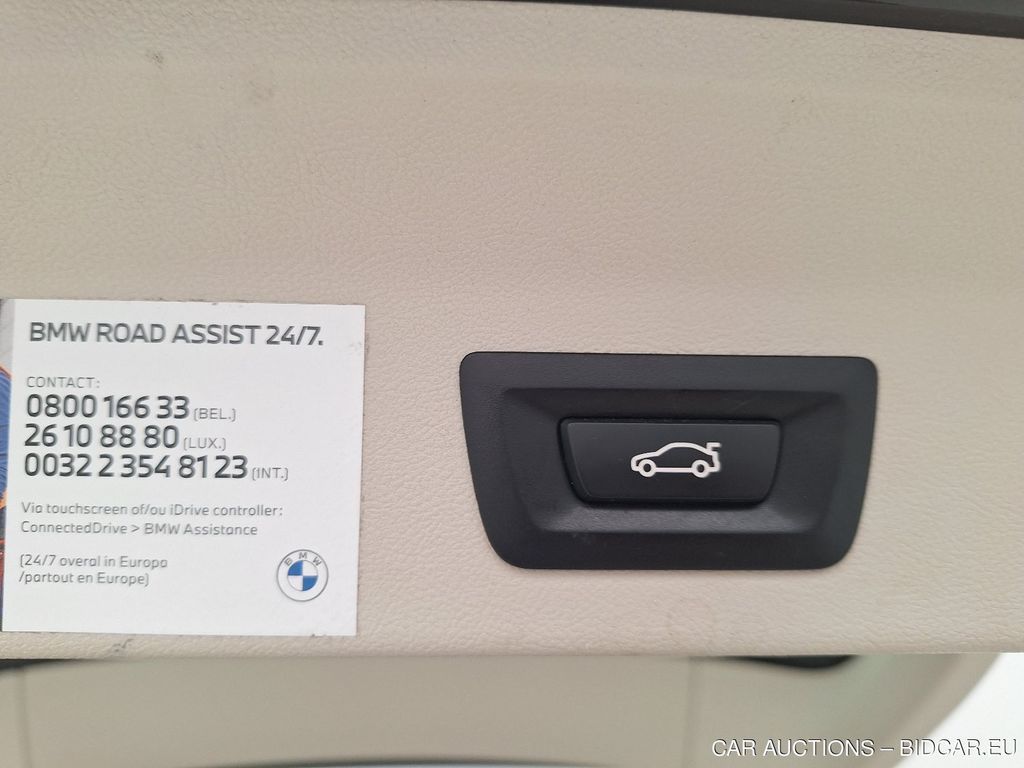 BMW ROAD ASSIST 24/7.
CONTACT:
0800 166 33 (BEL.)
26 10 88 80 (LUX.)
0032 2 354 81 23 (INT.)
Via touchscreen of/ou iDrive controller:
ConnectedDrive > BMW Assistance
(24/7 overal in Europa
/partout en Europe)
BMW
CAR AUCTIONS – BIDCAR.EU